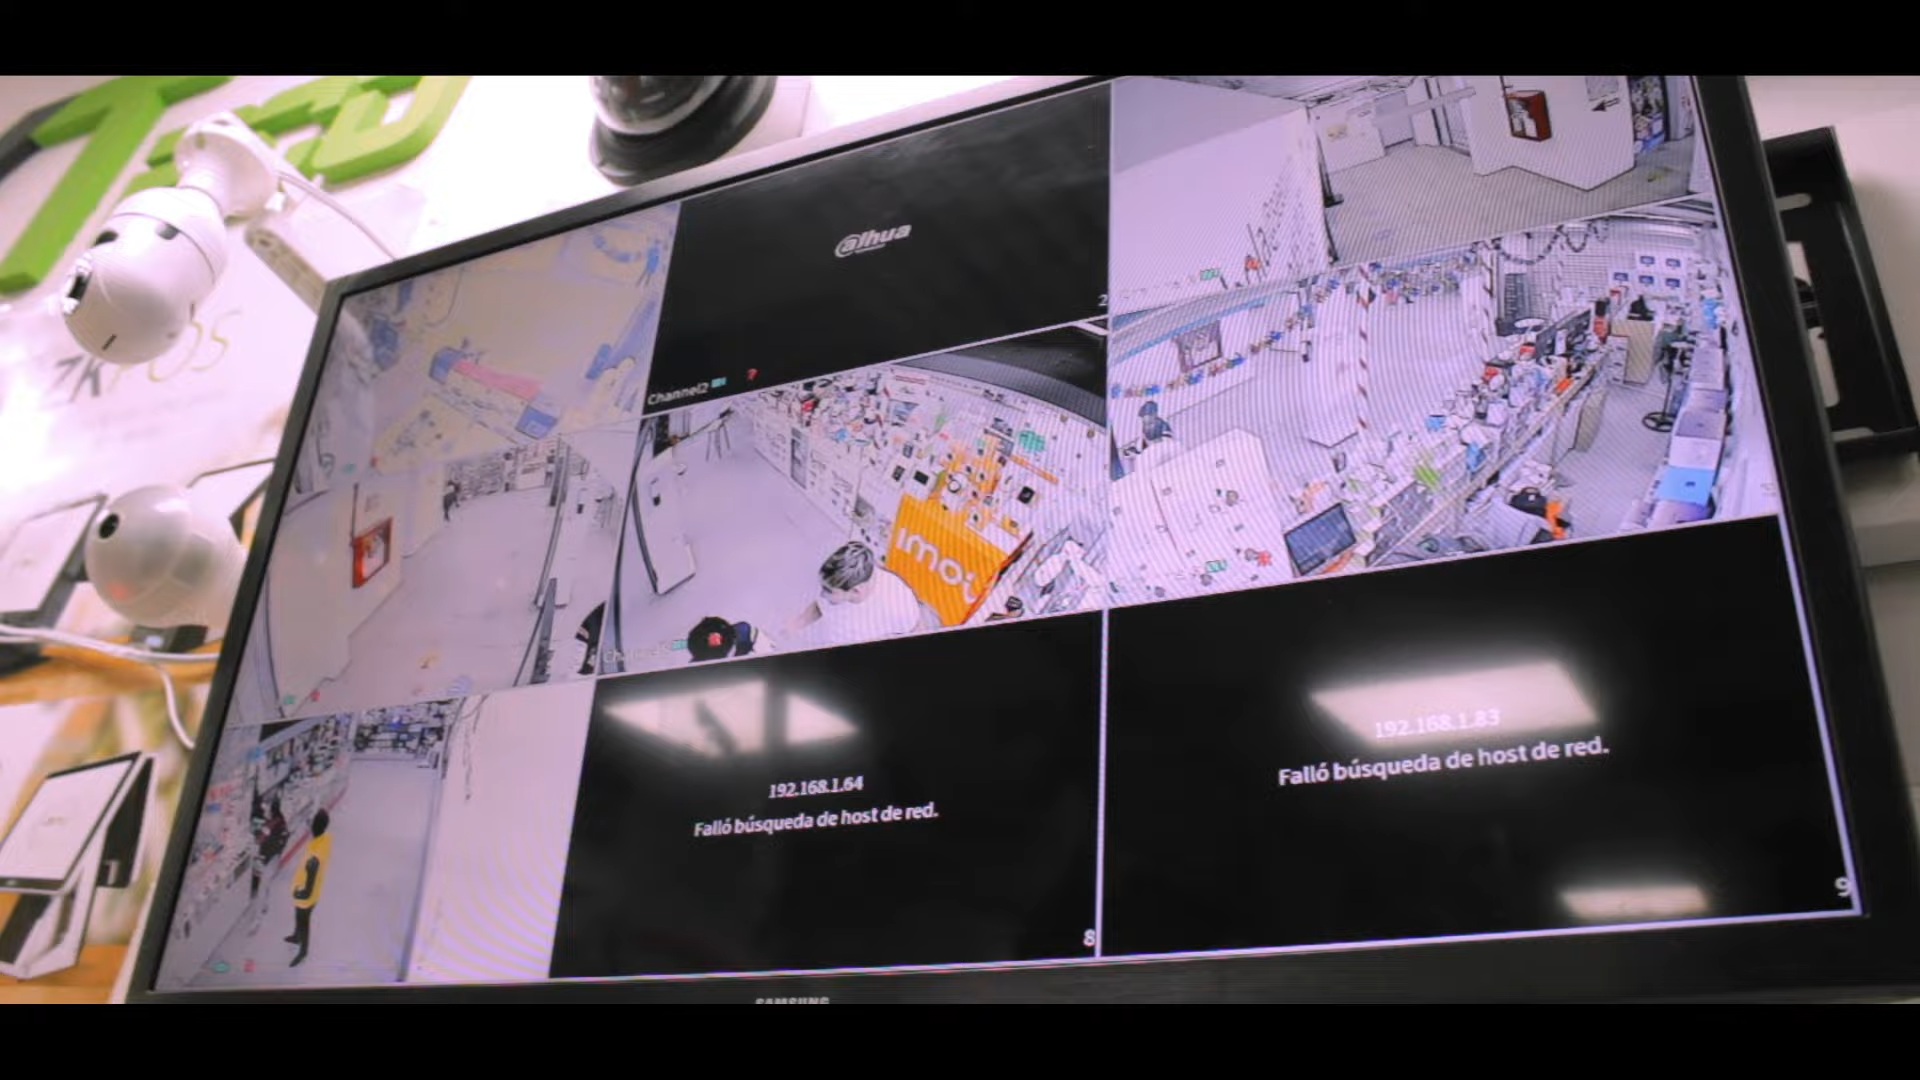 alhua
2
Channel2
imou
192.168.1.64
Falló búsqueda de host de red.
8
192.168.1.83
Falló búsqueda de host de red.
9
SAMSUNG